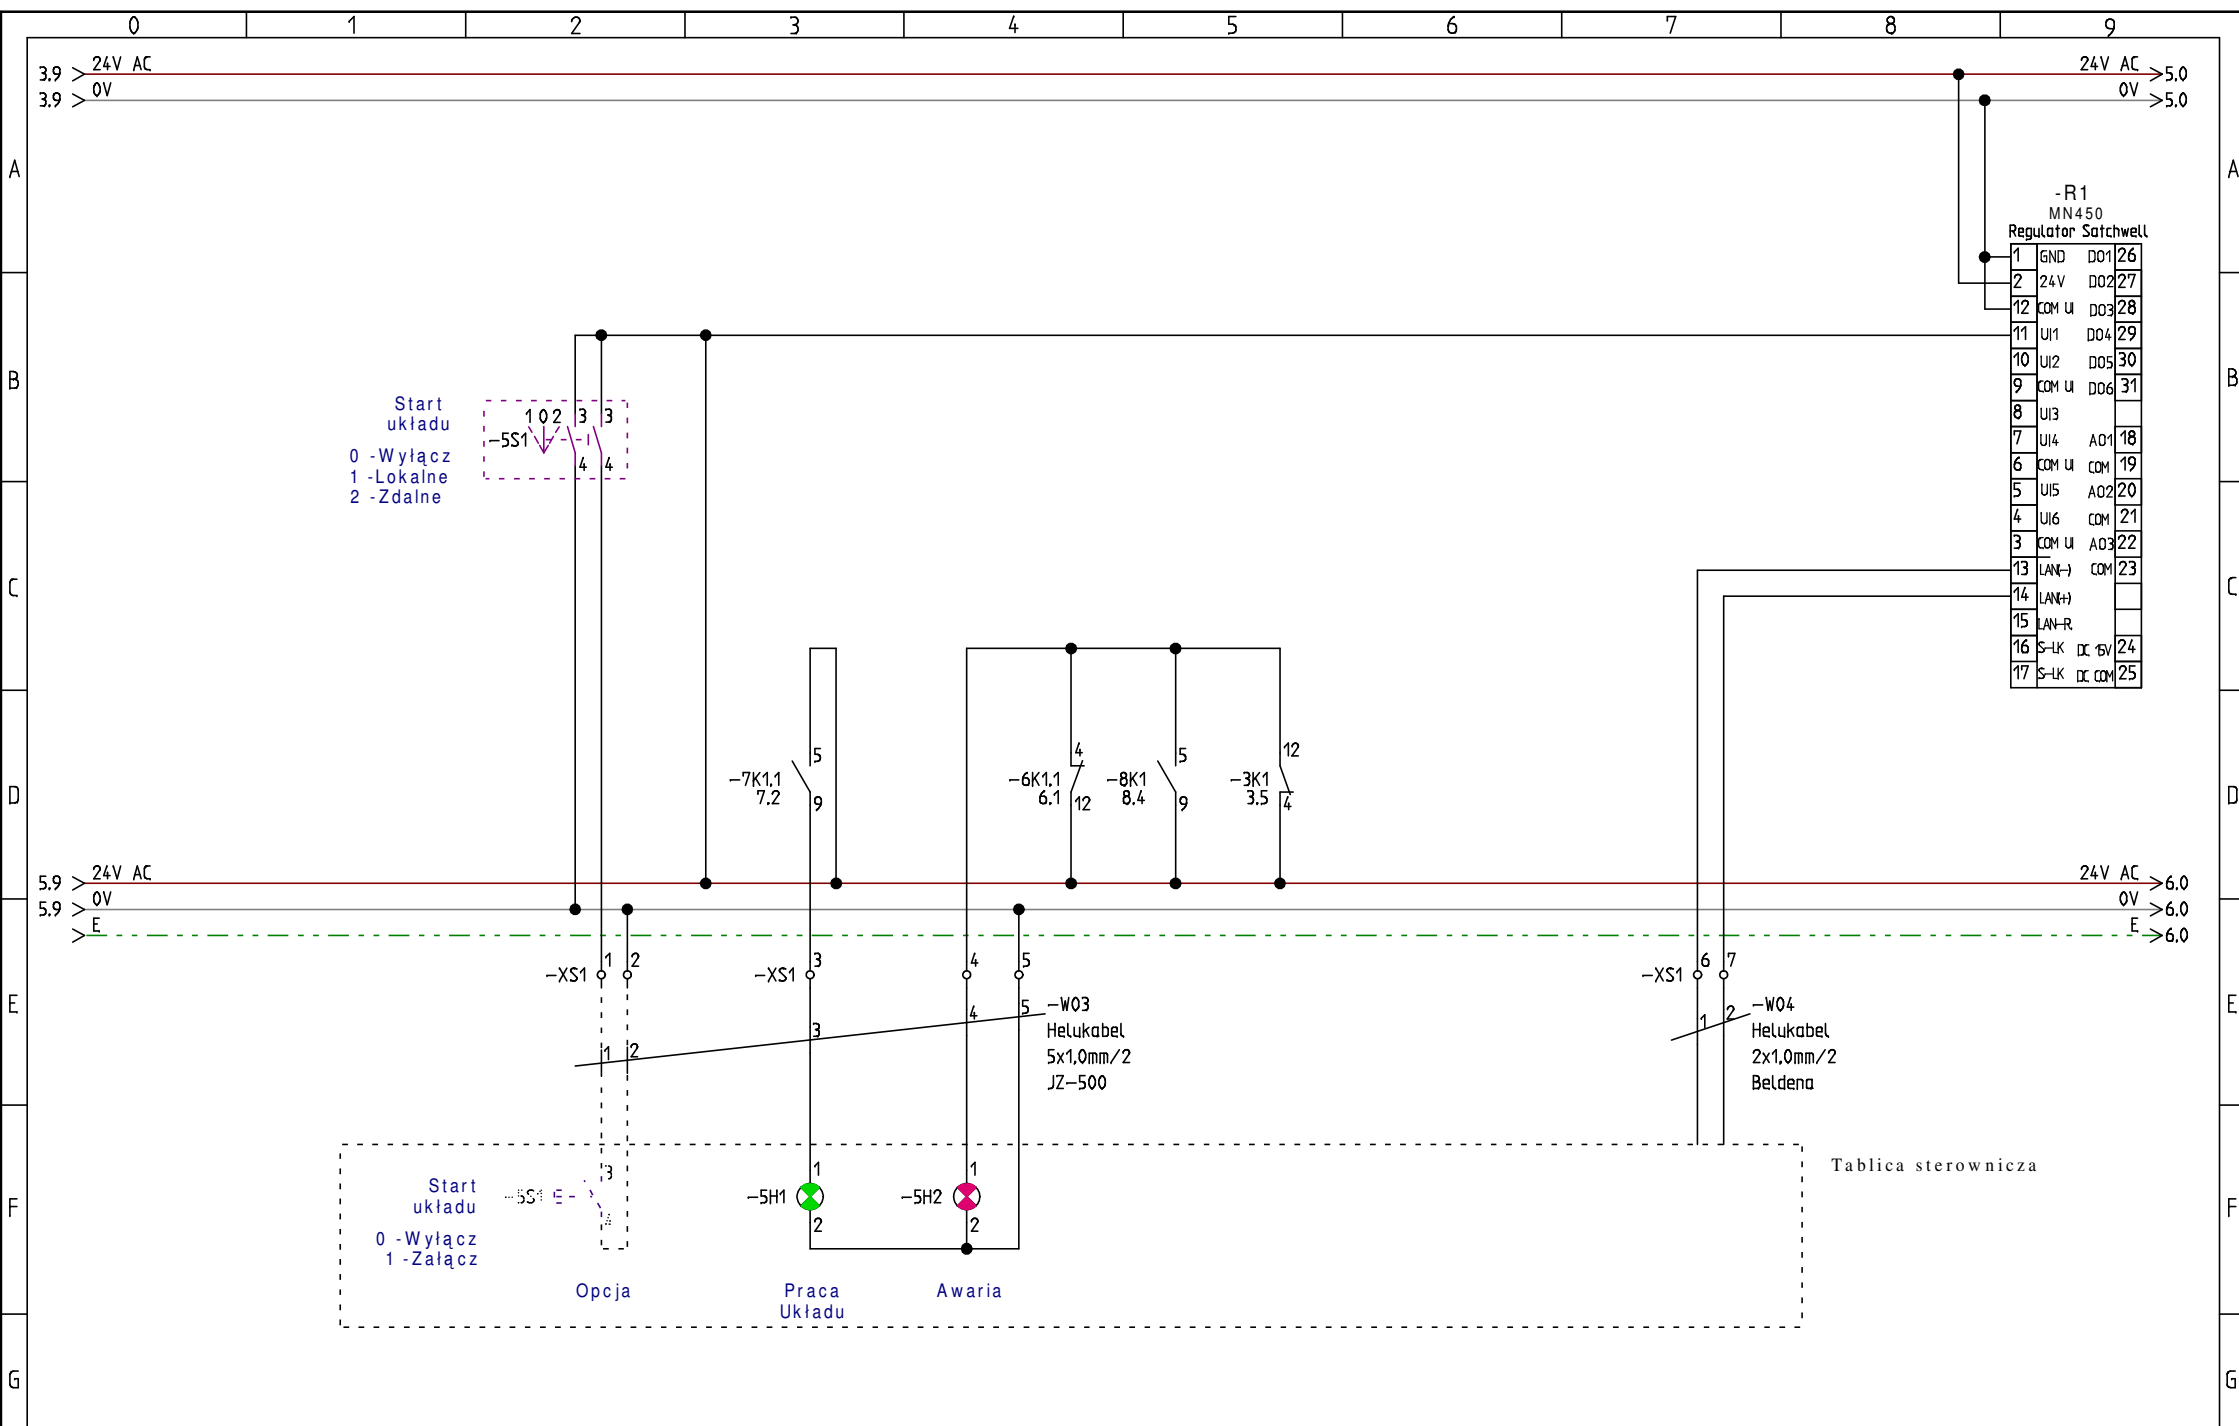 0 1 2 3 4 5 6 7 8 9
3.9 24V AC 24V AC 5.0
3.9 0V 0V 5.0
A A
-R1
MN450
Regulator Satchwell
1 GND DO1 26
2 24V DO2 27
12 COM UI DO3 28
11 UI1 DO4 29
10 UI2 DO5 30
9 COM UI DO6 31
8 UI3
7 UI4 AO1 18
6 COM UI COM 19
5 UI5 AO2 20
4 UI6 COM 21
3 COM UI AO3 22
13 LAN(-) COM 23
14 LAN(+)
15 LAN-R
16 S-LK DC 15V 24
17 S-LK DC COM 25
B B
Start
układu
0 -Wyłącz
1 -Lokalne
2 -Zdalne
1 0 2 3 3
-5S1
4 4
C C
D D
5
-7K1.1
7.2
9
4
-6K1.1
6.1
12
5
-8K1
8.4
9
12
-3K1
3.5
4
5.9 24V AC 24V AC 6.0
5.9 0V 0V 6.0
E E 6.0
-XS1 1 2
-XS1 3 4 5
-XS1 6 7
E E
1 2 3 4 5
-W03
Helukabel
5x1,0mm/2
JZ-500
1 2
-W04
Helukabel
2x1,0mm/2
Beldena
Tablica sterownicza
F F
Start
układu
0 -Wyłącz
1 -Załącz
3
-5S1
Opcja
1
-5H1
2
Praca
Układu
1
-5H2
2
Awaria
G G